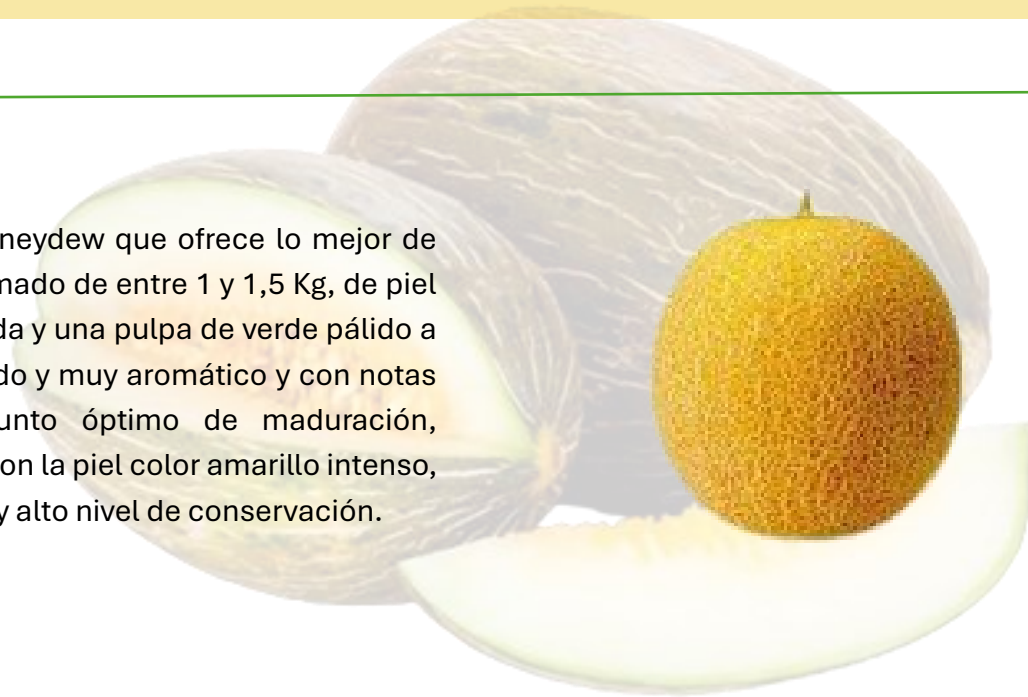 neydew que ofrece lo mejor de
mado de entre 1 y 1,5 Kg, de piel
da y una pulpa de verde pálido a
do y muy aromático y con notas
unto óptimo de maduración,
on la piel color amarillo intenso,
y alto nivel de conservación.